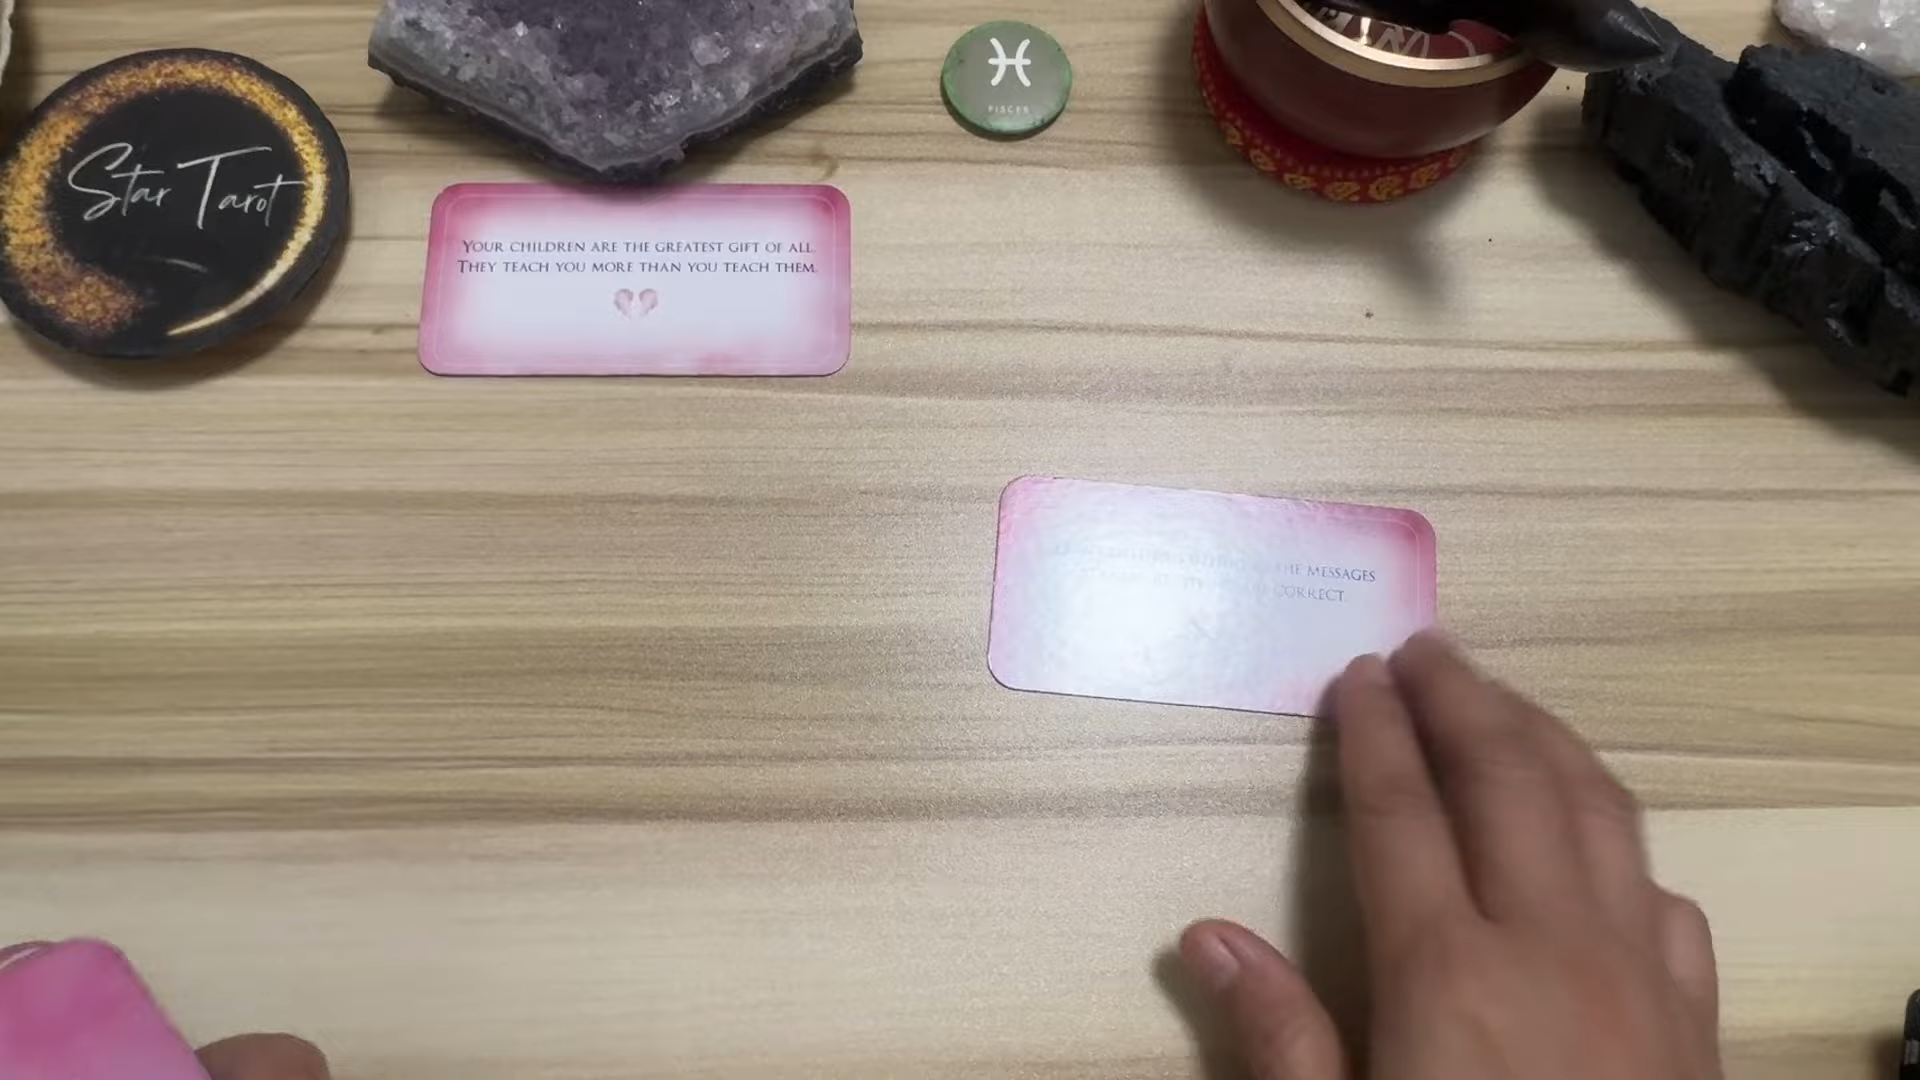 Star Tarot
PISCES
YOUR CHILDREN ARE THE GREATEST GIFT OF ALL.
THEY TEACH YOU MORE THAN YOU TEACH THEM.
THE MESSAGES
CORRECT.